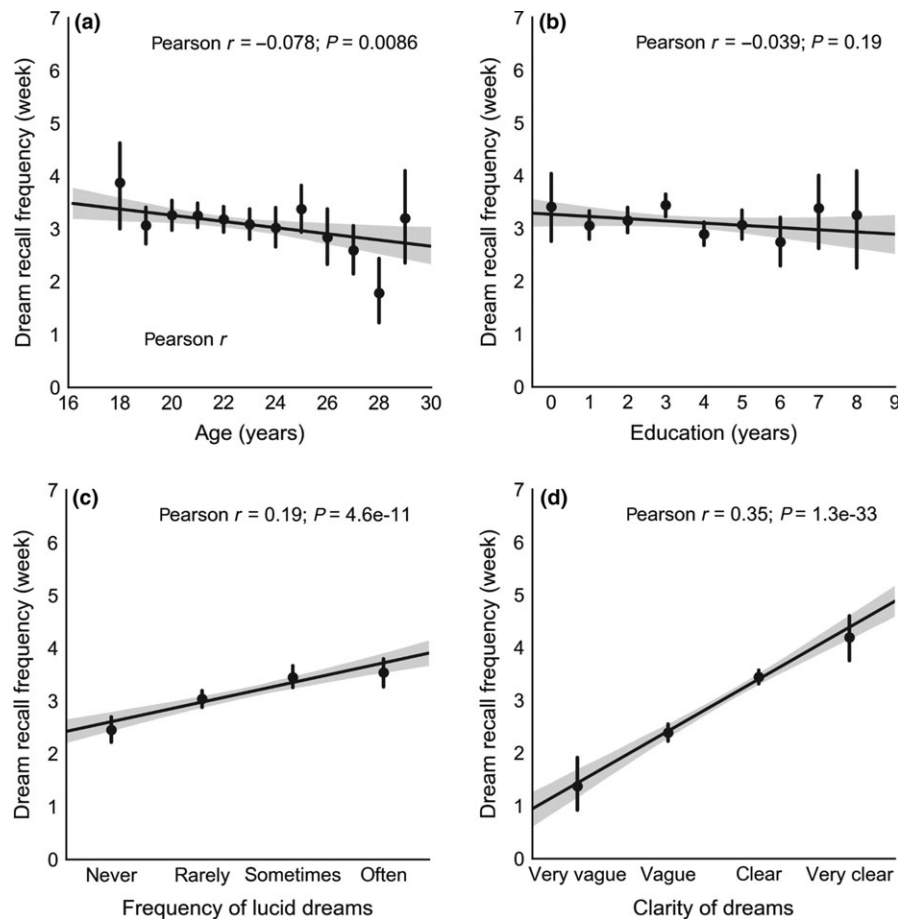 (a)
Pearson r = –0.078; P = 0.0086
7
6
5
4
3
2
1
0
Dream recall frequency (week)
Pearson r
16 18 20 22 24 26 28 30
Age (years)
(b)
Pearson r = –0.039; P = 0.19
7
6
5
4
3
2
1
0
Dream recall frequency (week)
0 1 2 3 4 5 6 7 8 9
Education (years)
(c)
Pearson r = 0.19; P = 4.6e-11
7
6
5
4
3
2
1
0
Dream recall frequency (week)
Never Rarely Sometimes Often
Frequency of lucid dreams
(d)
Pearson r = 0.35; P = 1.3e-33
7
6
5
4
3
2
1
0
Dream recall frequency (week)
Very vague Vague Clear Very clear
Clarity of dreams